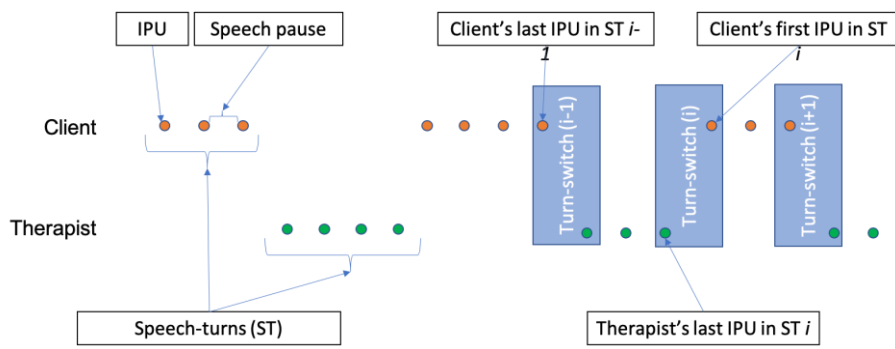 IPU
Speech pause
Client's last IPU in ST i-
1
Client's first IPU in ST
i
Client
Turn-switch (i-1)
Turn-switch (i)
Turn-switch (i+1)
Therapist
Speech-turns (ST)
Therapist's last IPU in ST i